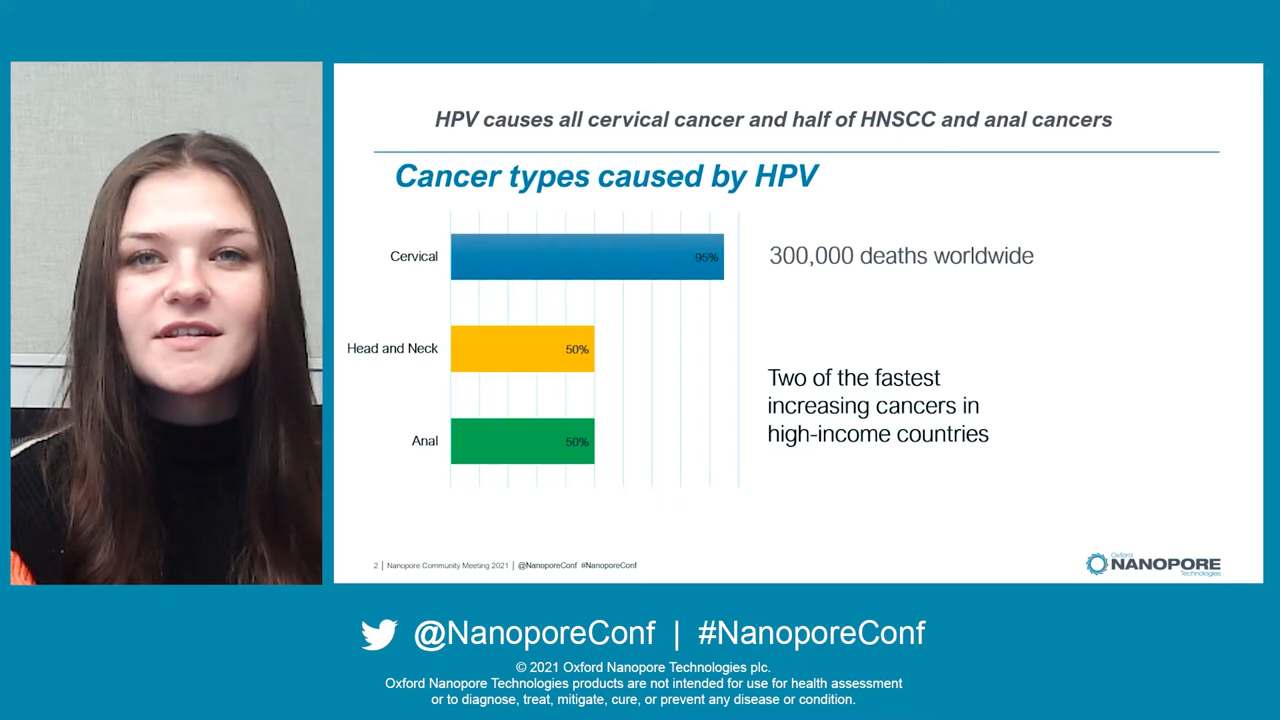 HPV causes all cervical cancer and half of HNSCC and anal cancers
Cancer types caused by HPV
Cervical
95%
300,000 deaths worldwide
Head and Neck
50%
Two of the fastest
increasing cancers in
high-income countries
Anal
50%
2 | Nanopore Community Meeting 2021 | @NanoporeConf #NanoporeConf
Oxford
NANOPORE
Technologies
@NanoporeConf | #NanoporeConf
© 2021 Oxford Nanopore Technologies plc.
Oxford Nanopore Technologies products are not intended for use for health assessment
or to diagnose, treat, mitigate, cure, or prevent any disease or condition.